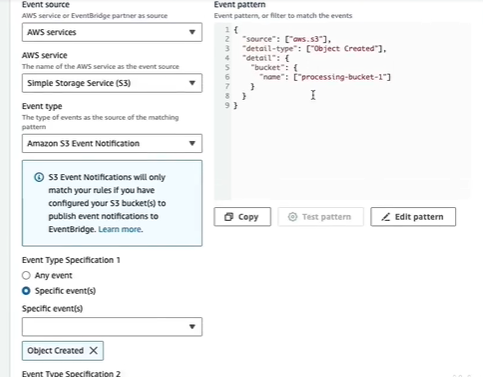 Event source
AWS service or EventBridge partner as source
AWS services
AWS service
The name of the AWS service as the event source
Simple Storage Service (S3)
Event type
The type of events as the source of the matching
pattern
Amazon S3 Event Notification
S3 Event Notifications will only
match your rules if you have
configured your S3 bucket(s) to
publish event notifications to
EventBridge. Learn more.
Event Type Specification 1
Any event
Specific event(s)
Specific event(s)
Object Created
Event Type Specification 2
Event pattern
Event pattern, or filter to match the events
1 {
2 "source": ["aws.s3"],
3 "detail-type": ["Object Created"],
4 "detail": {
5 "bucket": {
6 "name": ["processing-bucket-1"]
7 }
8 }
9 }
Copy
Test pattern
Edit pattern